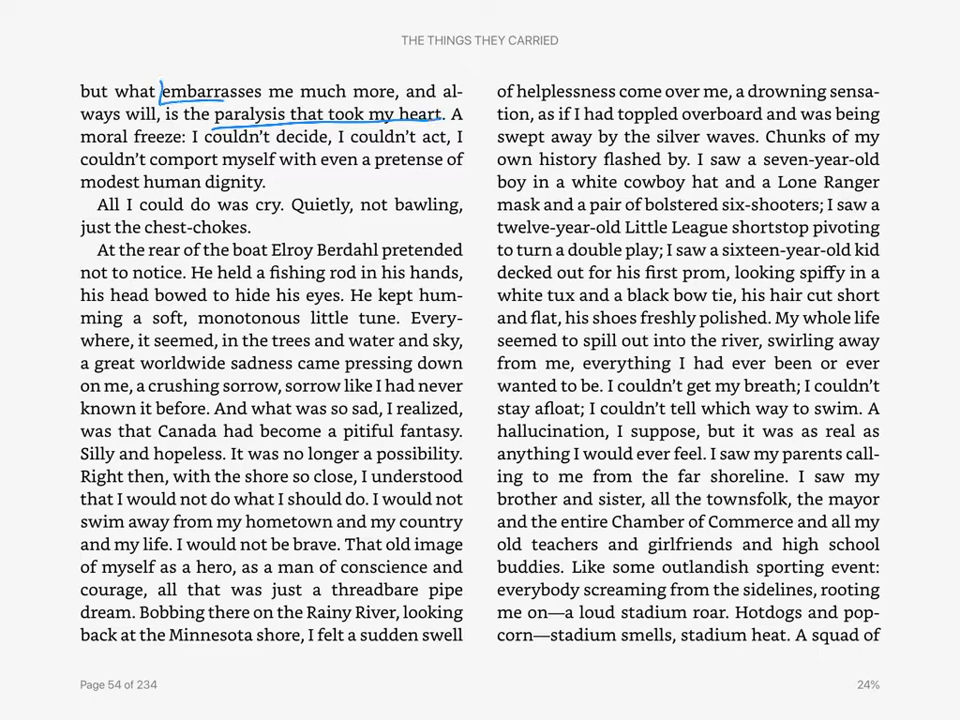 THE THINGS THEY CARRIED
but what embarrasses me much more, and al-
ways will, is the paralysis that took my heart. A
moral freeze: I couldn't decide, I couldn't act, I
couldn't comport myself with even a pretense of
modest human dignity.
All I could do was cry. Quietly, not bawling,
just the chest-chokes.
At the rear of the boat Elroy Berdahl pretended
not to notice. He held a fishing rod in his hands,
his head bowed to hide his eyes. He kept hum-
ming a soft, monotonous little tune. Every-
where, it seemed, in the trees and water and sky,
a great worldwide sadness came pressing down
on me, a crushing sorrow, sorrow like I had never
known it before. And what was so sad, I realized,
was that Canada had become a pitiful fantasy.
Silly and hopeless. It was no longer a possibility.
Right then, with the shore so close, I understood
that I would not do what I should do. I would not
swim away from my hometown and my country
and my life. I would not be brave. That old image
of myself as a hero, as a man of conscience and
courage, all that was just a threadbare pipe
dream. Bobbing there on the Rainy River, looking
back at the Minnesota shore, I felt a sudden swell
of helplessness come over me, a drowning sensa-
tion, as if I had toppled overboard and was being
swept away by the silver waves. Chunks of my
own history flashed by. I saw a seven-year-old
boy in a white cowboy hat and a Lone Ranger
mask and a pair of bolstered six-shooters; I saw a
twelve-year-old Little League shortstop pivoting
to turn a double play; I saw a sixteen-year-old kid
decked out for his first prom, looking spiffy in a
white tux and a black bow tie, his hair cut short
and flat, his shoes freshly polished. My whole life
seemed to spill out into the river, swirling away
from me, everything I had ever been or ever
wanted to be. I couldn't get my breath; I couldn't
stay afloat; I couldn't tell which way to swim. A
hallucination, I suppose, but it was as real as
anything I would ever feel. I saw my parents call-
ing to me from the far shoreline. I saw my
brother and sister, all the townsfolk, the mayor
and the entire Chamber of Commerce and all my
old teachers and girlfriends and high school
buddies. Like some outlandish sporting event:
everybody screaming from the sidelines, rooting
me on—a loud stadium roar. Hotdogs and pop-
corn—stadium smells, stadium heat. A squad of
Page 54 of 234
24%